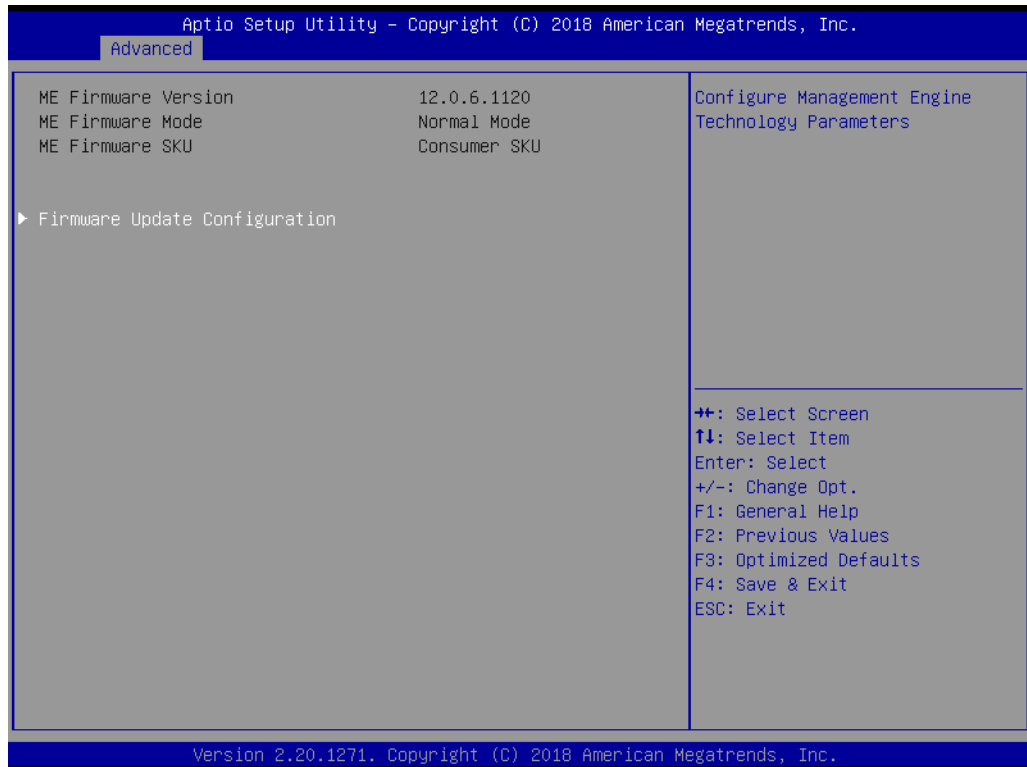 Aptio Setup Utility – Copyright (C) 2018 American Megatrends, Inc.
Advanced
ME Firmware Version 12.0.6.1120
ME Firmware Mode Normal Mode
ME Firmware SKU Consumer SKU
▶ Firmware Update Configuration
Configure Management Engine
Technology Parameters
→←: Select Screen
↑↓: Select Item
Enter: Select
+/-: Change Opt.
F1: General Help
F2: Previous Values
F3: Optimized Defaults
F4: Save & Exit
ESC: Exit
Version 2.20.1271. Copyright (C) 2018 American Megatrends, Inc.